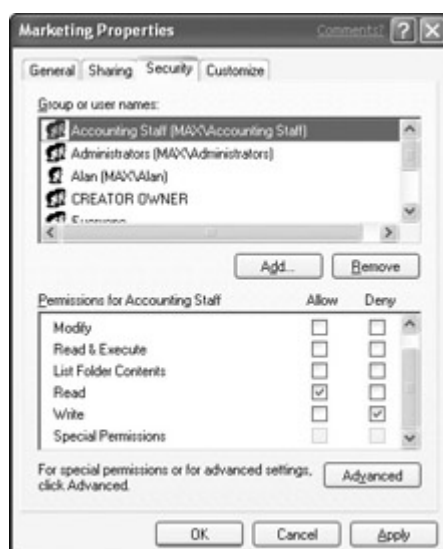 Marketing Properties Comments? ? X
General Sharing Security Customize
Group or user names:
Accounting Staff (MAX\Accounting Staff)
Administrators (MAX\Administrators)
Alan (MAX\Alan)
CREATOR OWNER
Everyone
Add... Remove
Permissions for Accounting Staff Allow Deny
Modify
Read & Execute
List Folder Contents
Read
Write
Special Permissions
For special permissions or for advanced settings, Advanced
click Advanced.
OK Cancel Apply